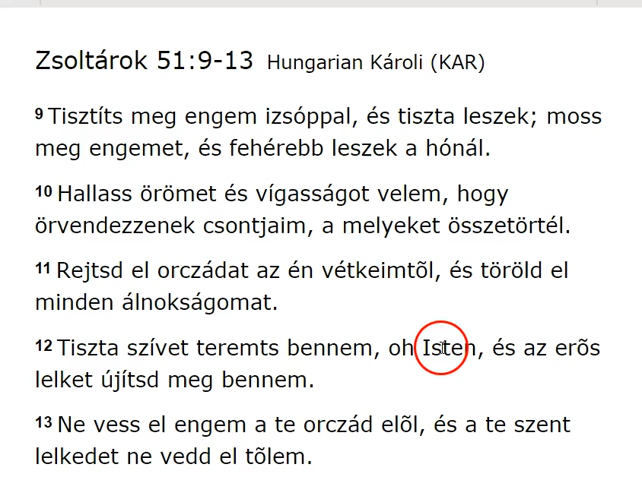 Zsoltárok 51:9-13 Hungarian Károli (KAR)
9 Tisztíts meg engem izsóppal, és tiszta leszek; moss
meg engemet, és fehérebb leszek a hónál.
10 Hallass örömet és vígasságot velem, hogy
örvendezzenek csontjaim, a melyeket összetörtél.
11 Rejtsd el orczádat az én vétkeimtõl, és töröld el
minden álnokságomat.
12 Tiszta szívet teremts bennem, oh Isten, és az erõs
lelket újítsd meg bennem.
13 Ne vess el engem a te orczád elõl, és a te szent
lelkedet ne vedd el tõlem.